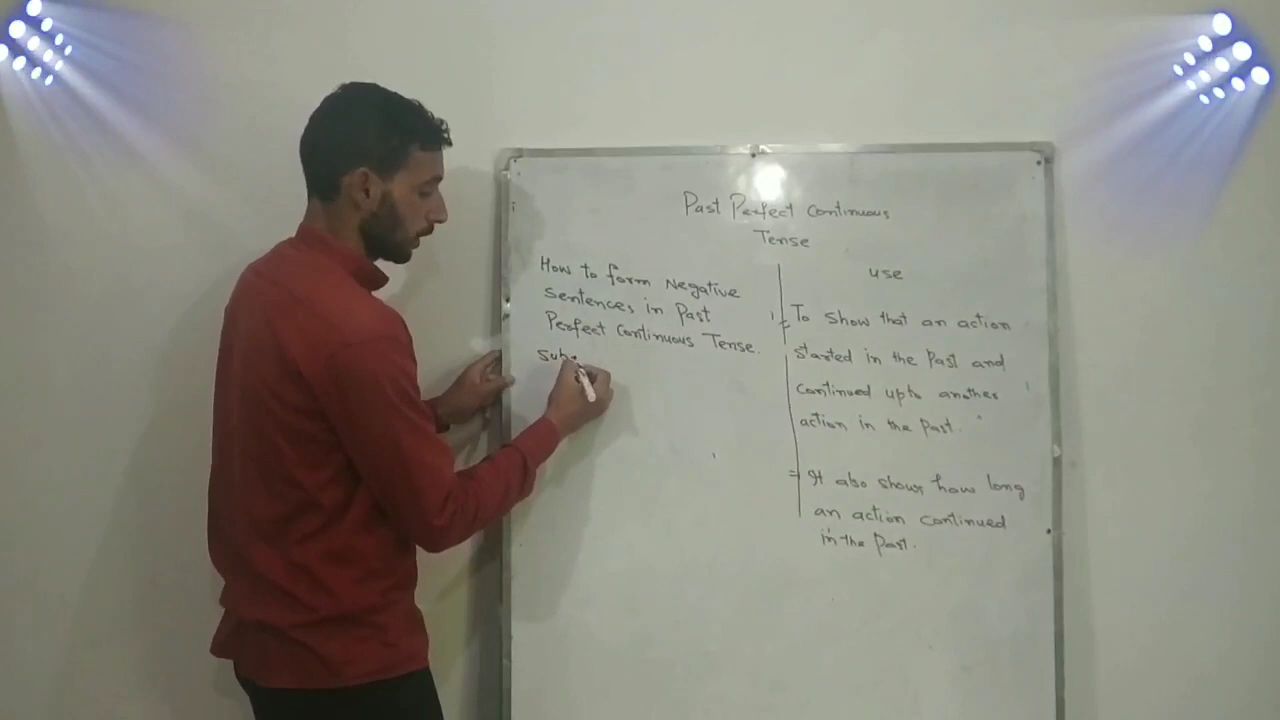 Past Perfect Continuous
Tense
How to form Negative
Sentences in Past
Perfect Continuous Tense.
Sub
use
To show that an action
started in the Past and
Continued upto another
action in the Past.
It also shows how long
an action continued
in the Past.